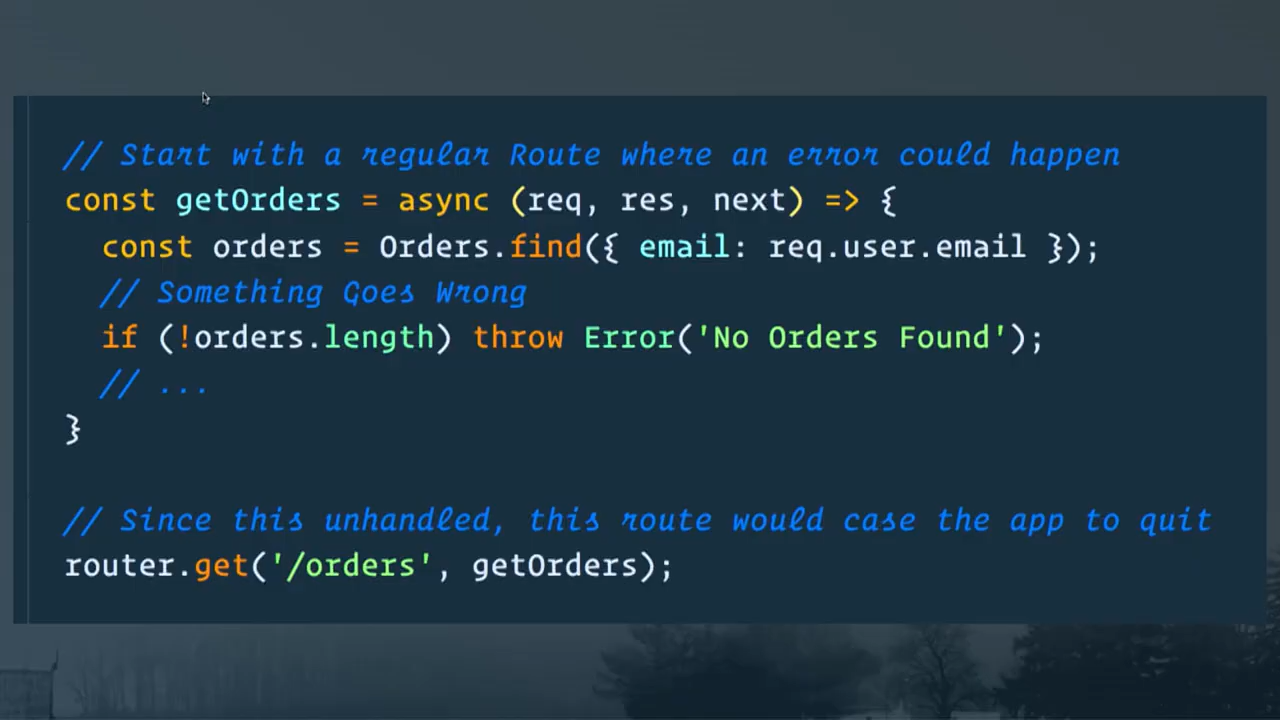 // Start with a regular Route where an error could happen
const getOrders = async (req, res, next) => {
  const orders = Orders.find({ email: req.user.email });
  // Something Goes Wrong
  if (!orders.length) throw Error('No Orders Found');
  // ...
}
// Since this unhandled, this route would case the app to quit
router.get('/orders', getOrders);